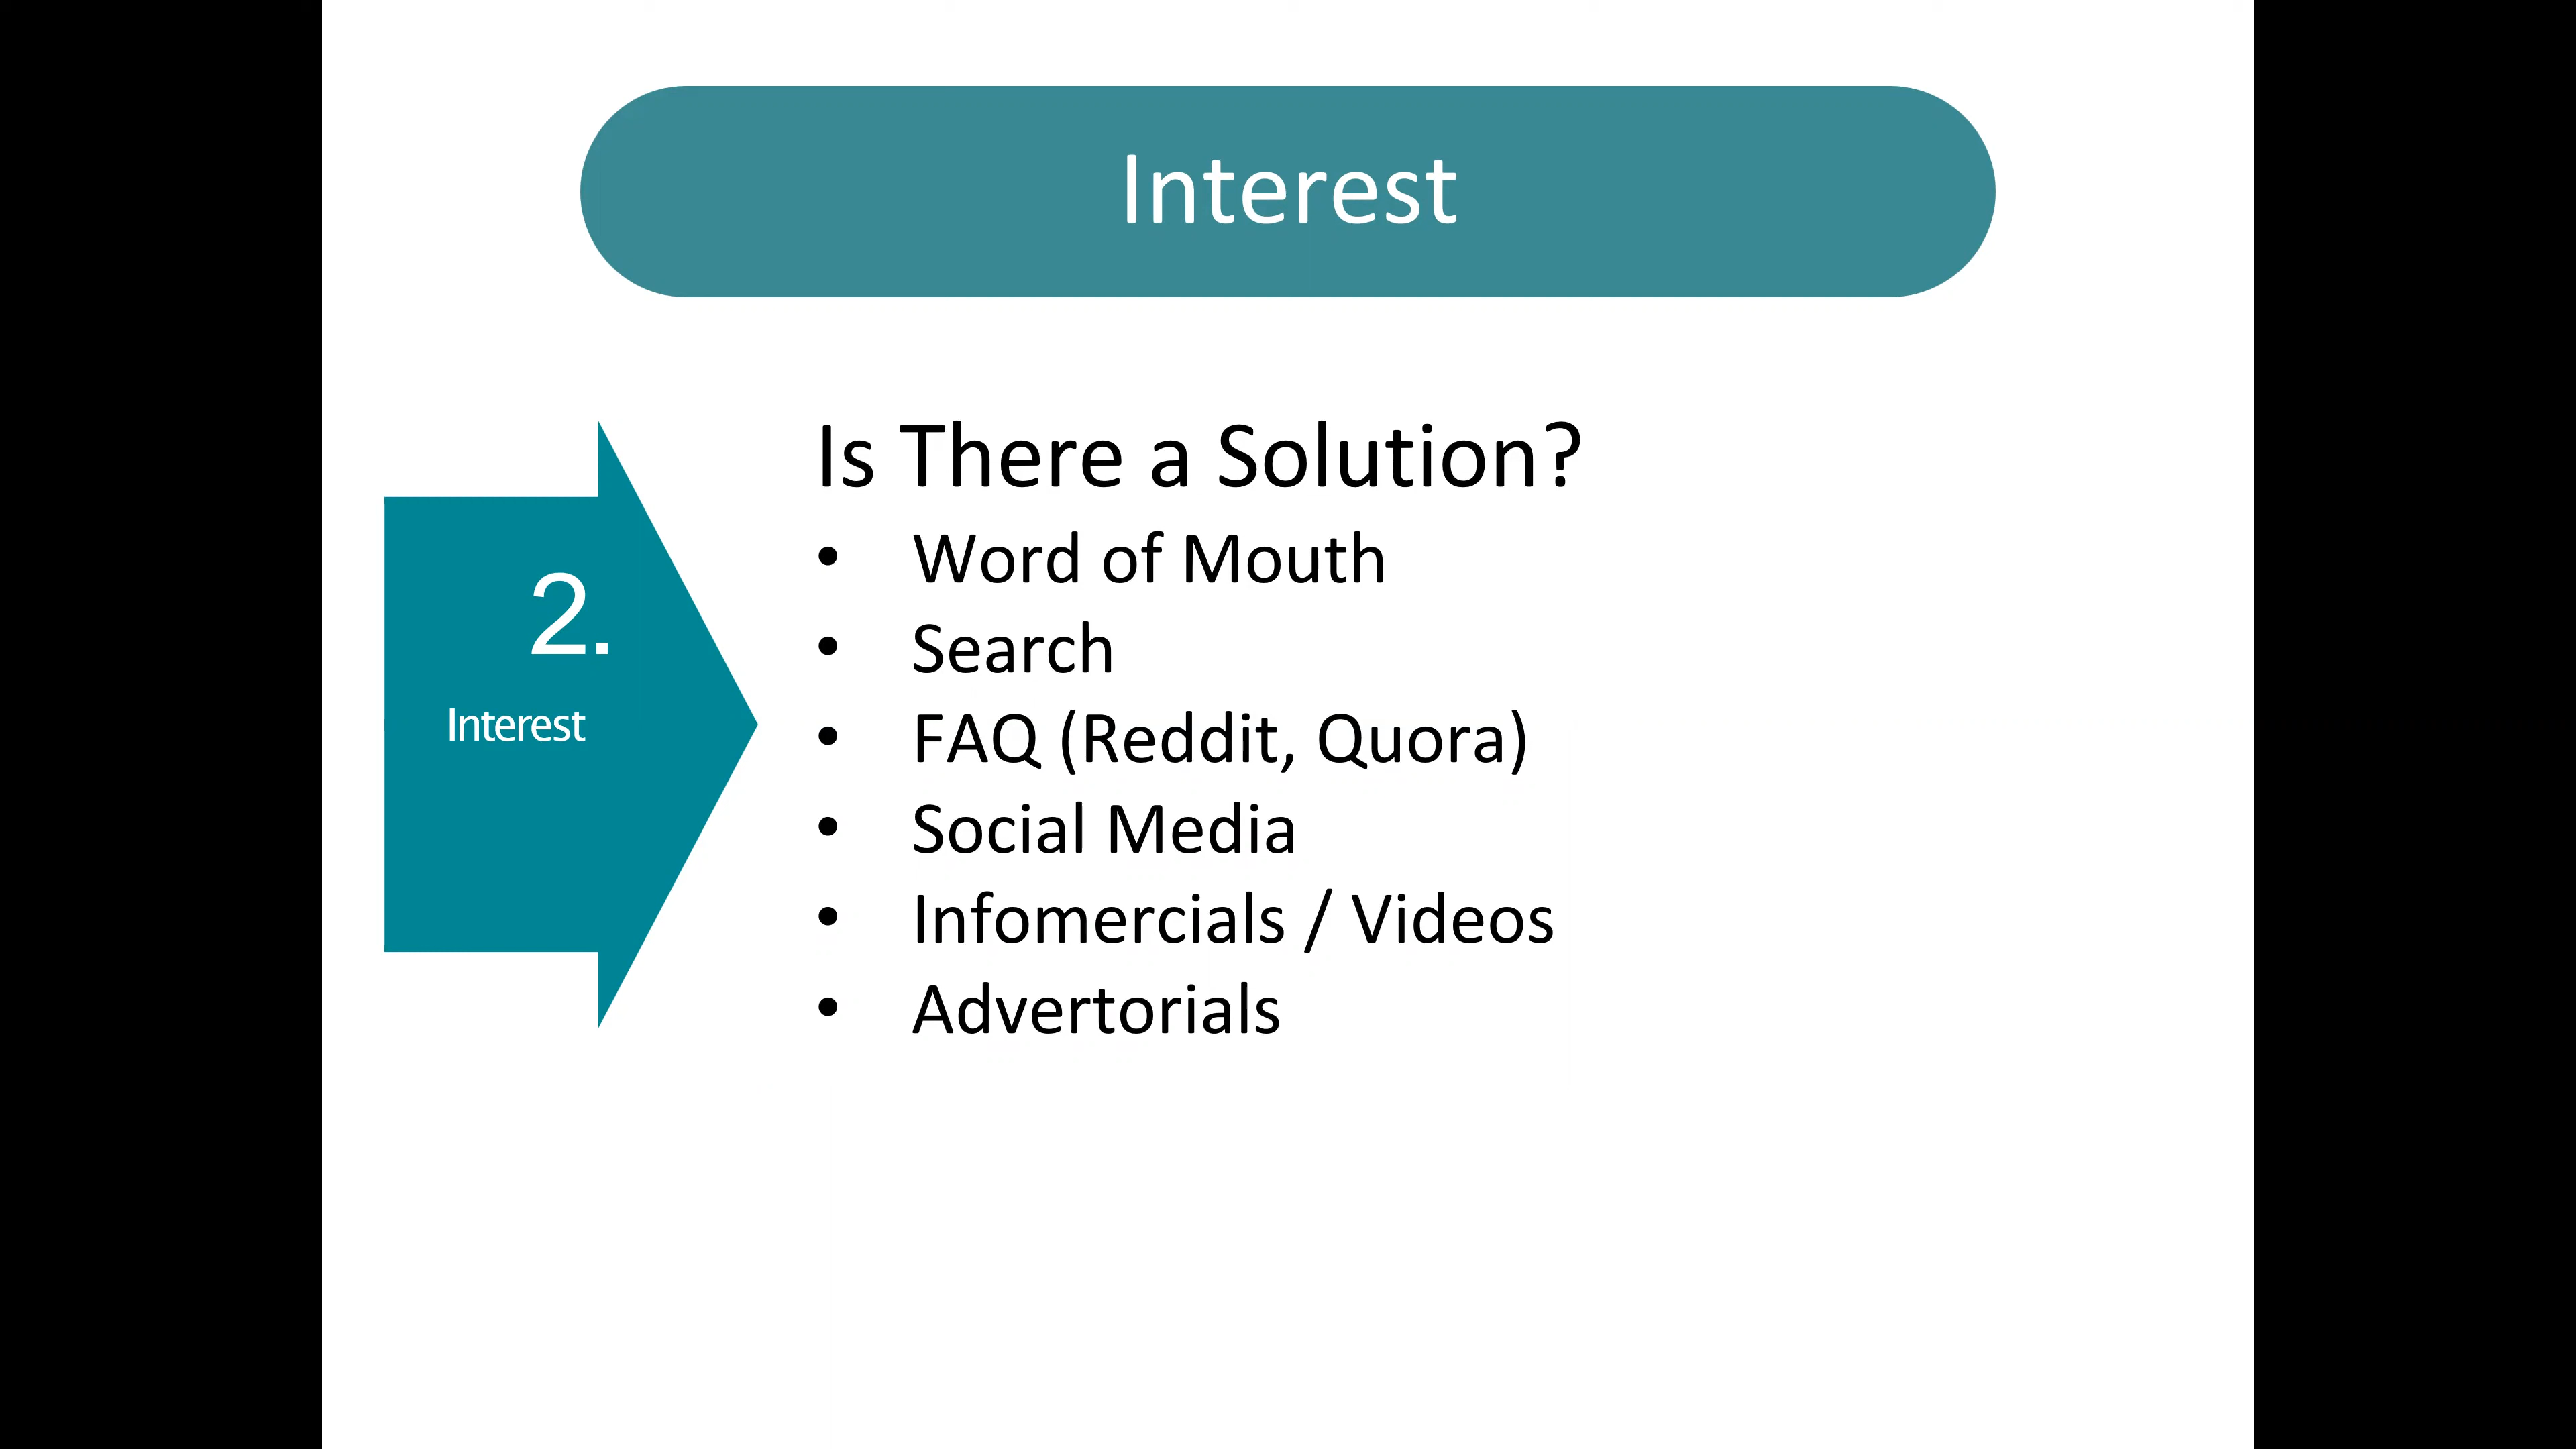 Interest
2.
Interest
Is There a Solution?
• Word of Mouth
• Search
• FAQ (Reddit, Quora)
• Social Media
• Infomercials / Videos
• Advertorials